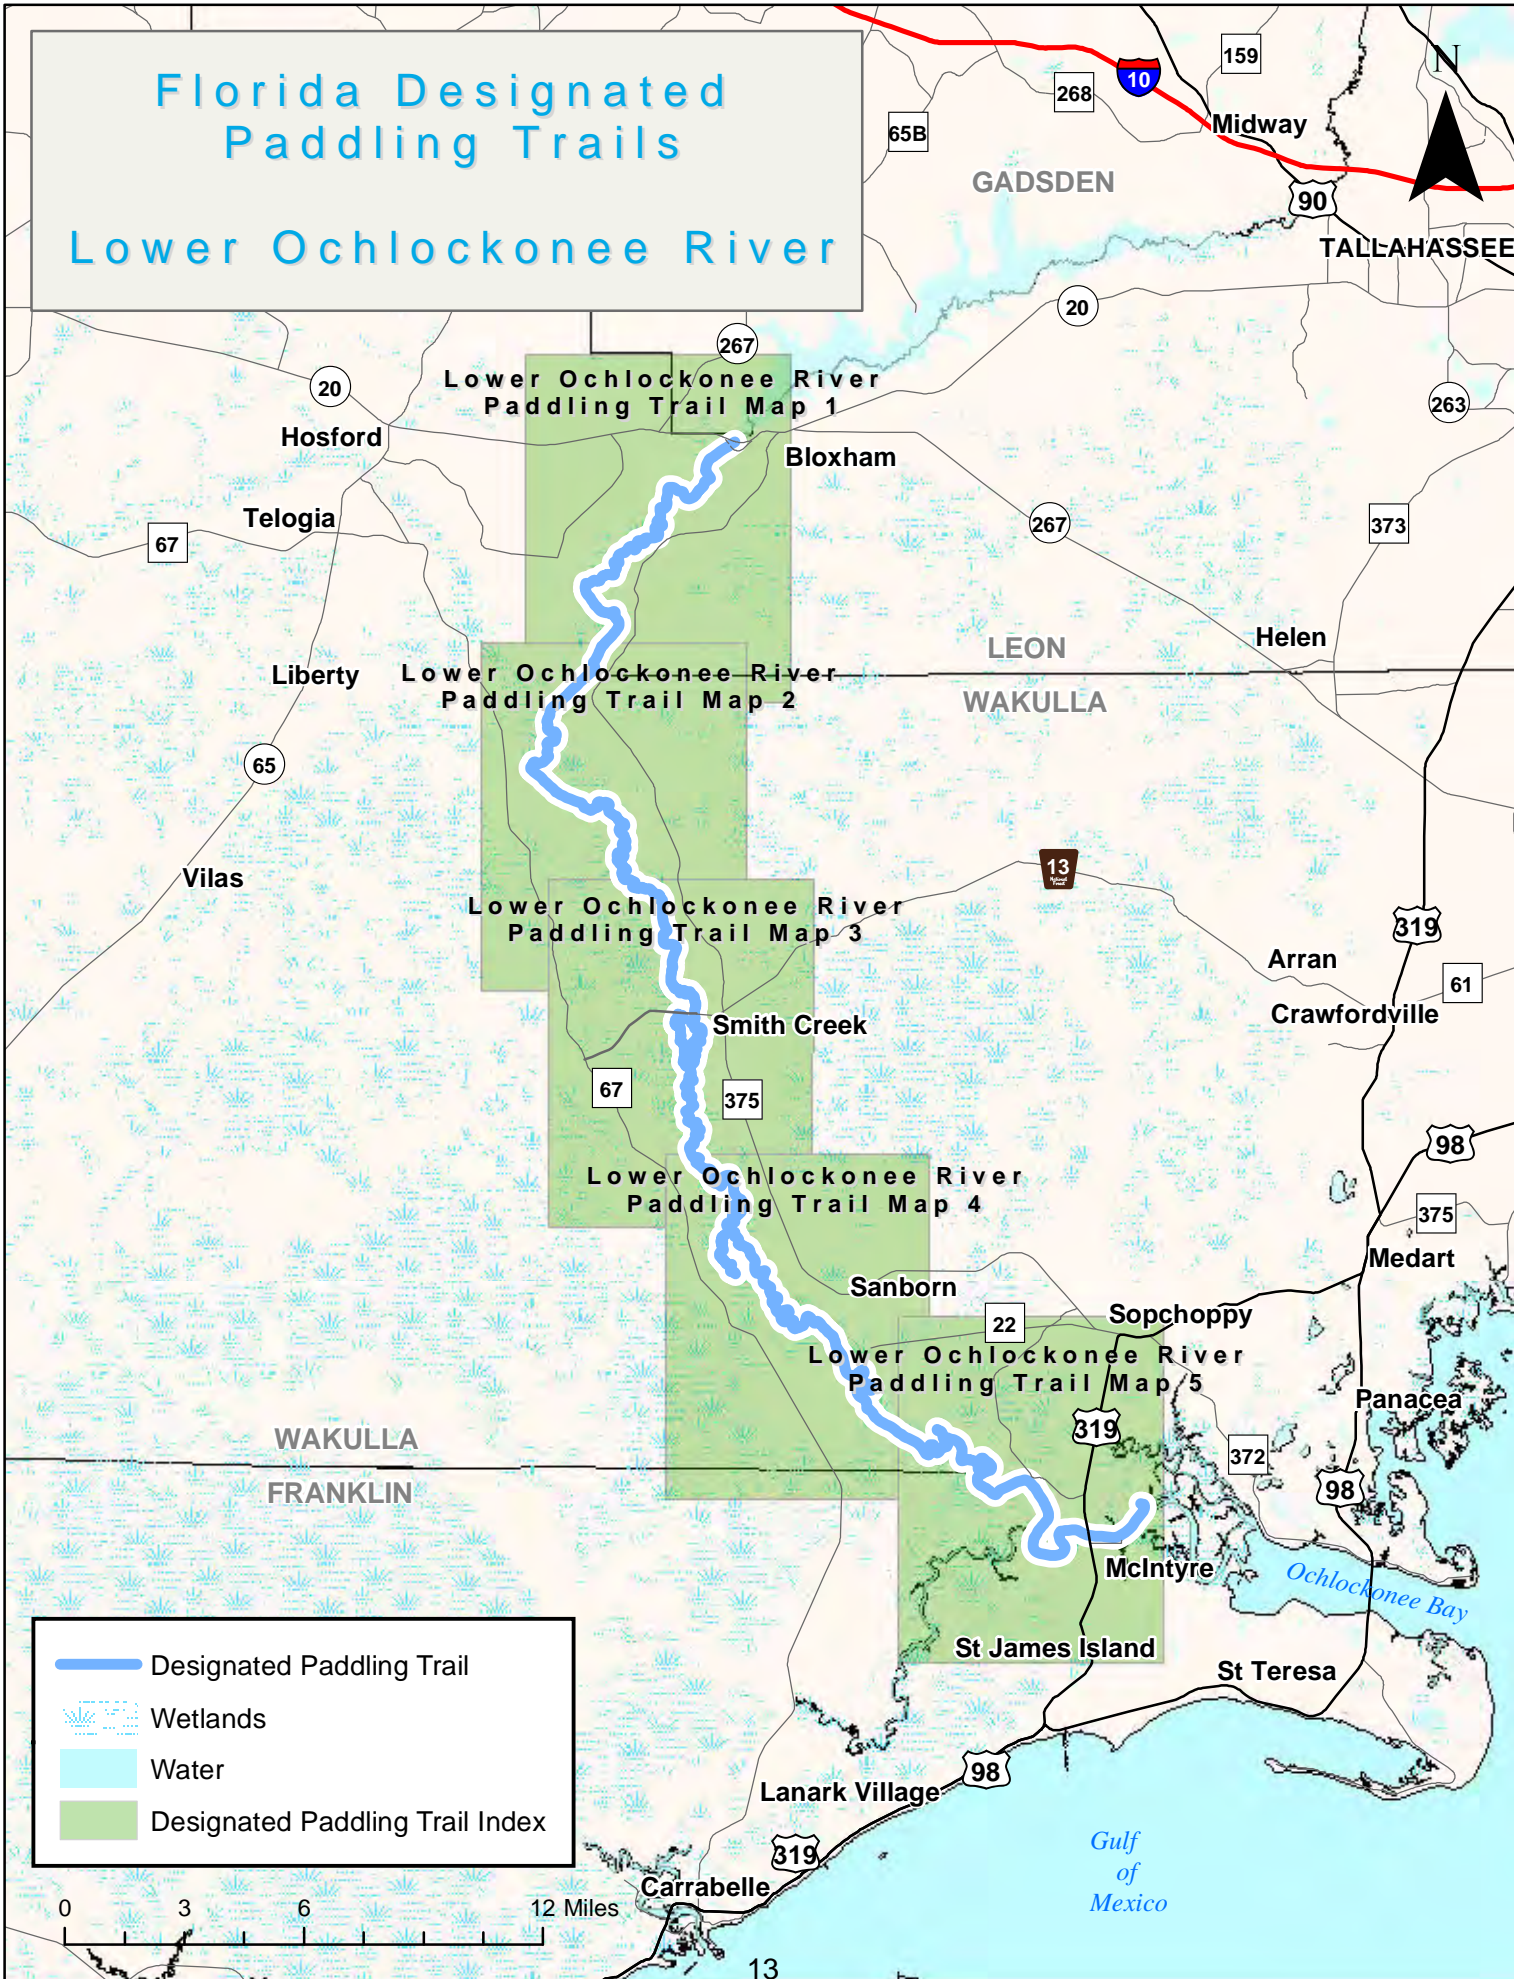 Florida Designated
Paddling Trails
Lower Ochlockonee River
N
10
159
268
65B
Midway
GADSDEN
90
TALLAHASSEE
20
267
20
Lower Ochlockonee River
Paddling Trail Map 1
263
Hosford
Bloxham
Telogia
67
267
373
Helen
LEON
Liberty
Lower Ochlockonee River
Paddling Trail Map 2
WAKULLA
65
Vilas
13
National
Forest
Lower Ochlockonee River
Paddling Trail Map 3
319
Arran
61
Crawfordville
Smith Creek
67
375
98
Lower Ochlockonee River
Paddling Trail Map 4
375
Medart
Sanborn
22
Sopchoppy
Lower Ochlockonee River
Paddling Trail Map 5
Panacea
319
WAKULLA
372
FRANKLIN
98
McIntyre
Ochlockonee Bay
St James Island
St Teresa
Designated Paddling Trail
Wetlands
Water
Designated Paddling Trail Index
98
Lanark Village
Gulf
of
Mexico
319
Carrabelle
0 3 6 12 Miles
13